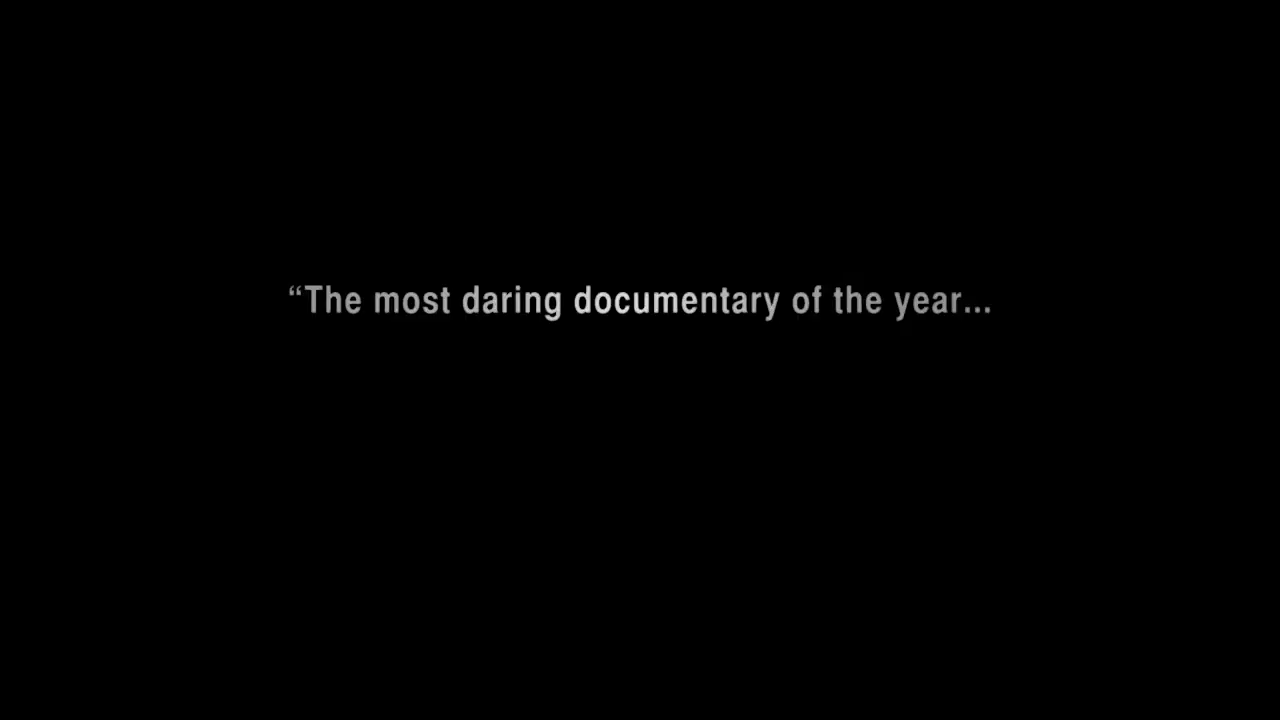 “The most daring documentary of the year...